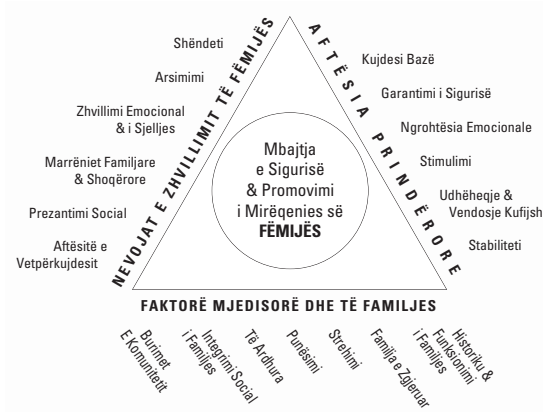 Shëndeti
Arsimimi
Zhvillimi Emocional
& i Sjelljes
Marrëniet Familjare
& Shoqërore
Prezantimi Social
Aftësitë e
Vetpërkujdesit
NEVOJAT E ZHVILLIMIT TË FËMIJËS
AFTËSIA PRINDËRORE
Kujdesi Bazë
Garantimi i Sigurisë
Ngrohtësia Emocionale
Stimulimi
Udhëheqje &
Vendosje Kufijsh
Stabiliteti
Mbajtja
e Sigurisë
& Promovimi
i Mirëqenies së
FËMIJËS
FAKTORË MJEDISORË DHE TË FAMILJES
Burimet
E Komunitetit
Integrimi Social
i Familjes
Të Ardhura
Punësimi
Strehimi
Familja e Zgjeruar
Historiku &
Funksionimi
i Familjes